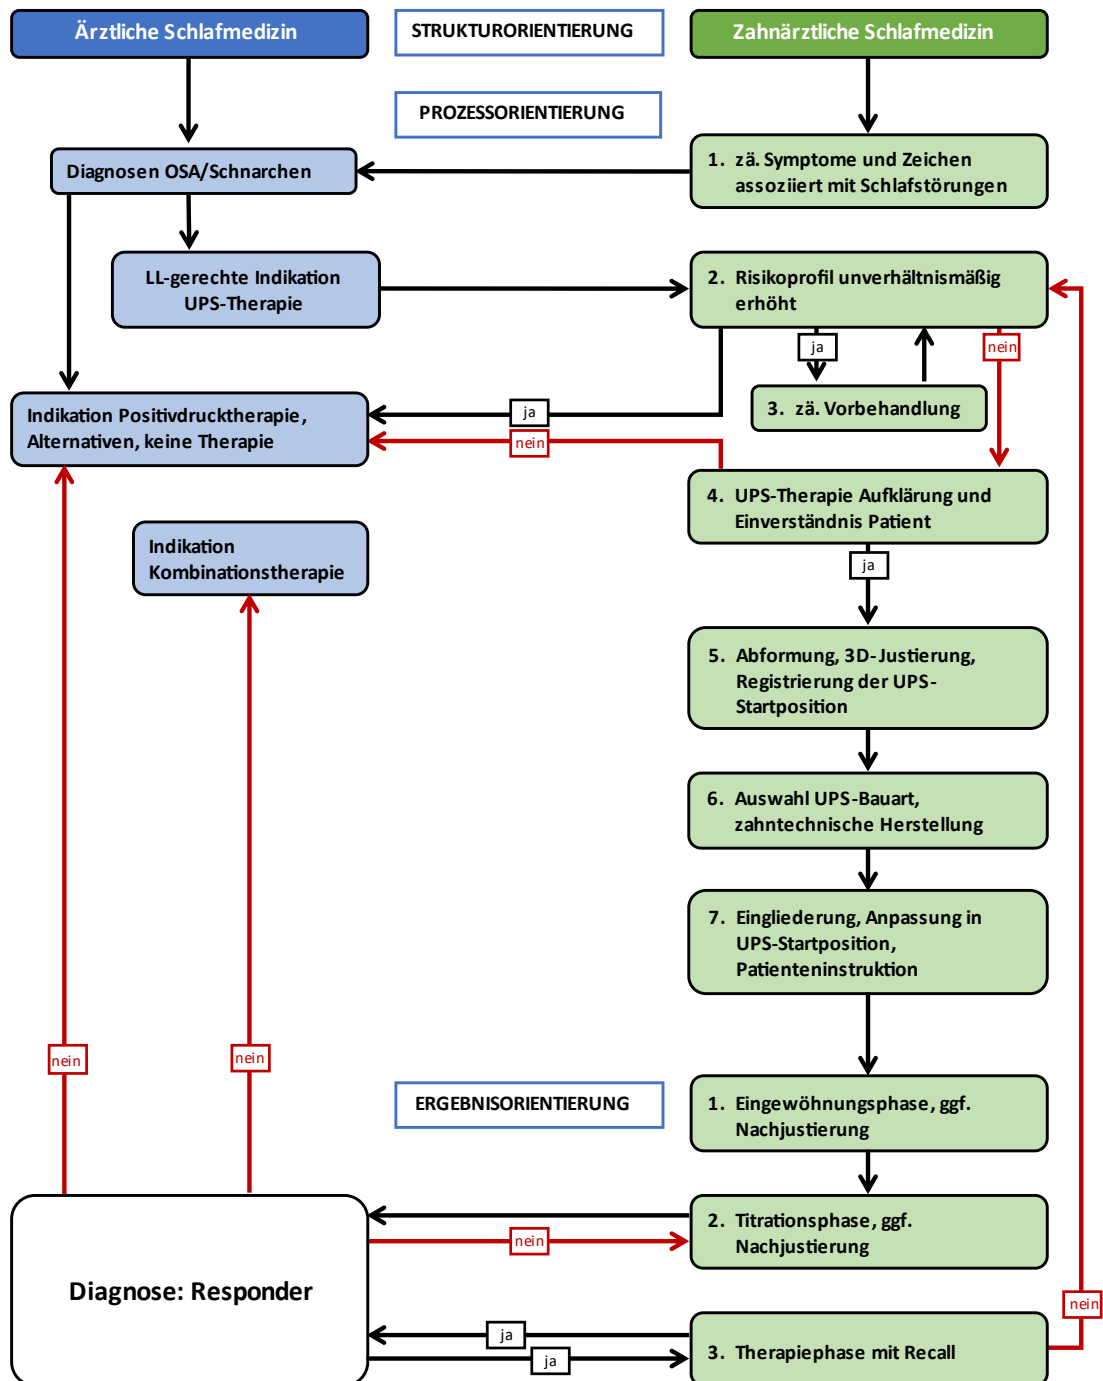 Ärztliche Schlafmedizin
STRUKTURORIENTIERUNG
Zahnärztliche Schlafmedizin
PROZESSORIENTIERUNG
Diagnosen OSA/Schnarchen
1. zä. Symptome und Zeichen
assoziiert mit Schlafstörungen
LL-gerechte Indikation
UPS-Therapie
2. Risikoprofil unverhältnismäßig
erhöht
ja
nein
3. zä. Vorbehandlung
Indikation Positivdrucktherapie,
Alternativen, keine Therapie
ja
nein
4. UPS-Therapie Aufklärung und
Einverständnis Patient
Indikation
Kombinationstherapie
ja
5. Abformung, 3D-Justierung,
Registrierung der UPS-
Startposition
6. Auswahl UPS-Bauart,
zahntechnische Herstellung
7. Eingliederung, Anpassung in
UPS-Startposition,
Patienteninstruktion
nein
nein
ERGEBNISORIENTIERUNG
1. Eingewöhnungsphase, ggf.
Nachjustierung
2. Titrationsphase, ggf.
Nachjustierung
nein
Diagnose: Responder
nein
ja
ja
3. Therapiephase mit Recall